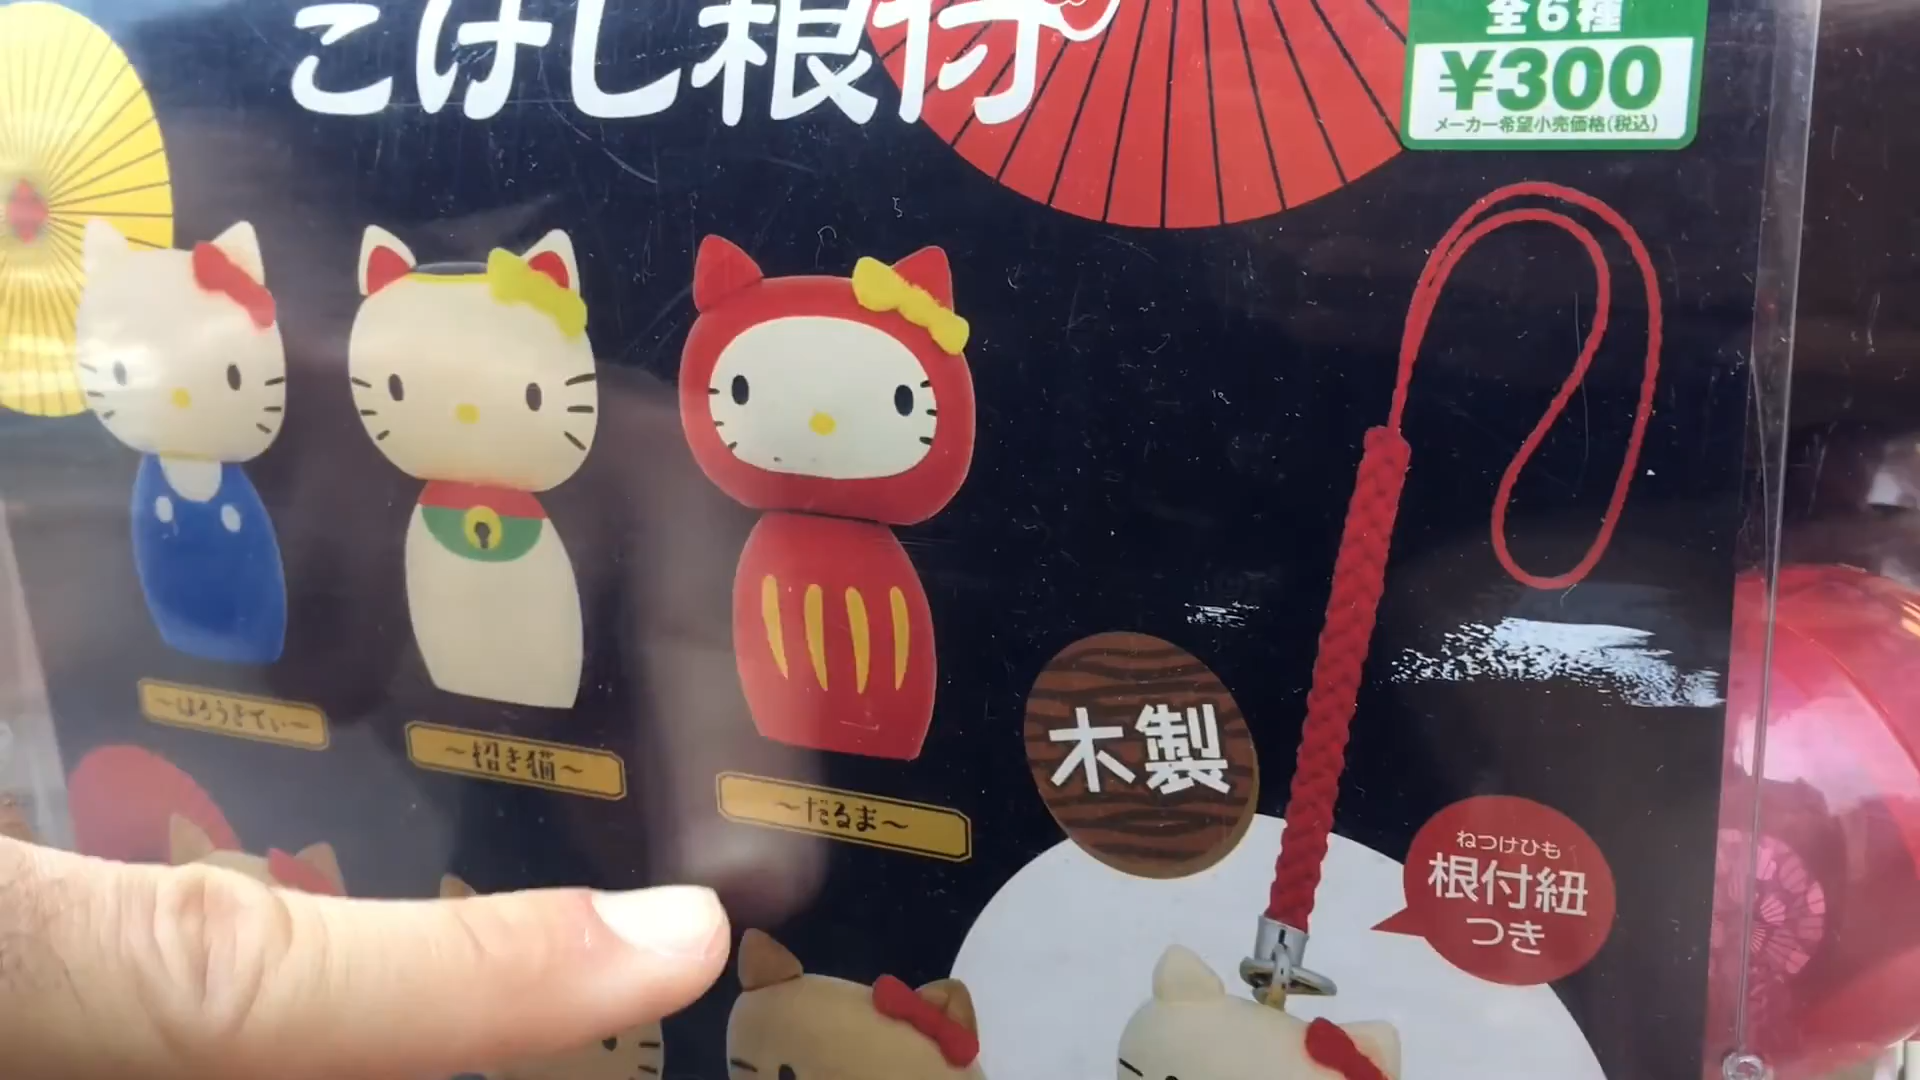 こけし根付
全6種
¥300
メーカー希望小売価格(税込)
～はろうきてぃ～
～招き猫～
～だるま～
木製
ねつけひも
根付紐
つき